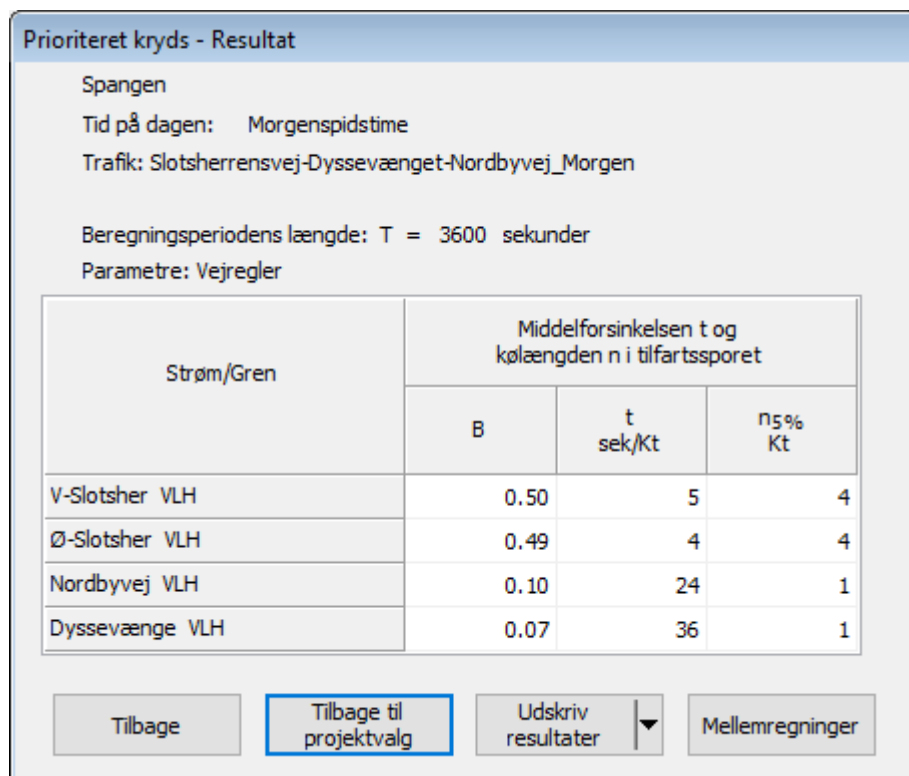 Prioriteret kryds - Resultat
Spangen
Tid på dagen: Morgenspidstime
Trafik: Slotsherrensvej-Dyssevænget-Nordbyvej_Morgen
Beregningsperiodens længde: T = 3600 sekunder
Parametre: Vejregler
Strøm/Gren
Middelforsinkelsen t og
kølængden n i tilfartssporet
B
t
sek/Kt
n5%
Kt
V-Slotsher VLH 0.50 5 4
Ø-Slotsher VLH 0.49 4 4
Nordbyvej VLH 0.10 24 1
Dyssevænge VLH 0.07 36 1
Tilbage
Tilbage til
projektvalg
Udskriv
resultater
Mellemregninger